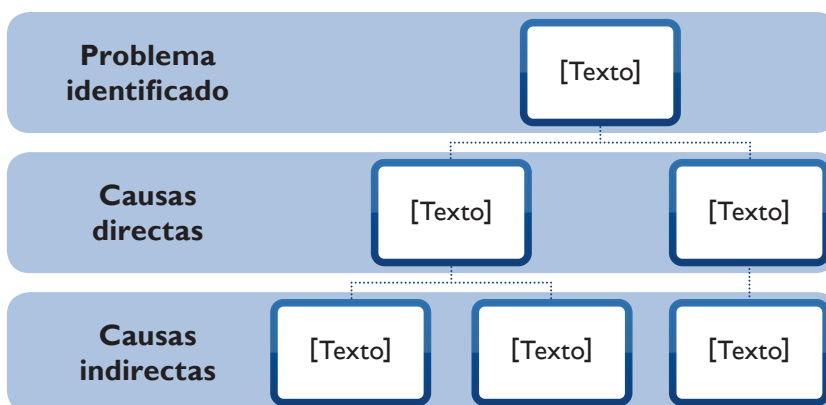 Problema
identificado
[Texto]
Causas
directas
[Texto]
[Texto]
Causas
indirectas
[Texto]
[Texto]
[Texto]